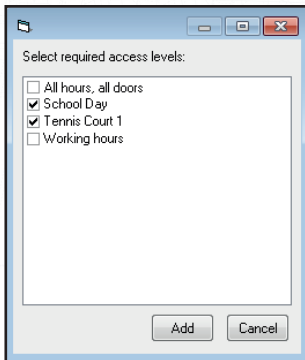 Select required access levels:
All hours, all doors
School Day
Tennis Court 1
Working hours
Add Cancel